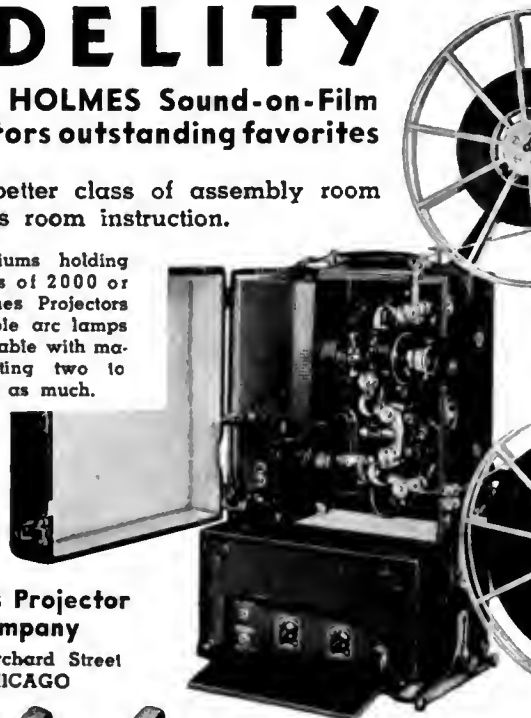 DELITY
HOLMES Sound-on-Film
tors outstanding favorites
better class of assembly room
s room instruction.
iums holding
s of 2000 or
nes Projectors
ble arc lamps
able with ma-
ting two to
as much.
s Projector
mpany
rchard Street
ICAGO